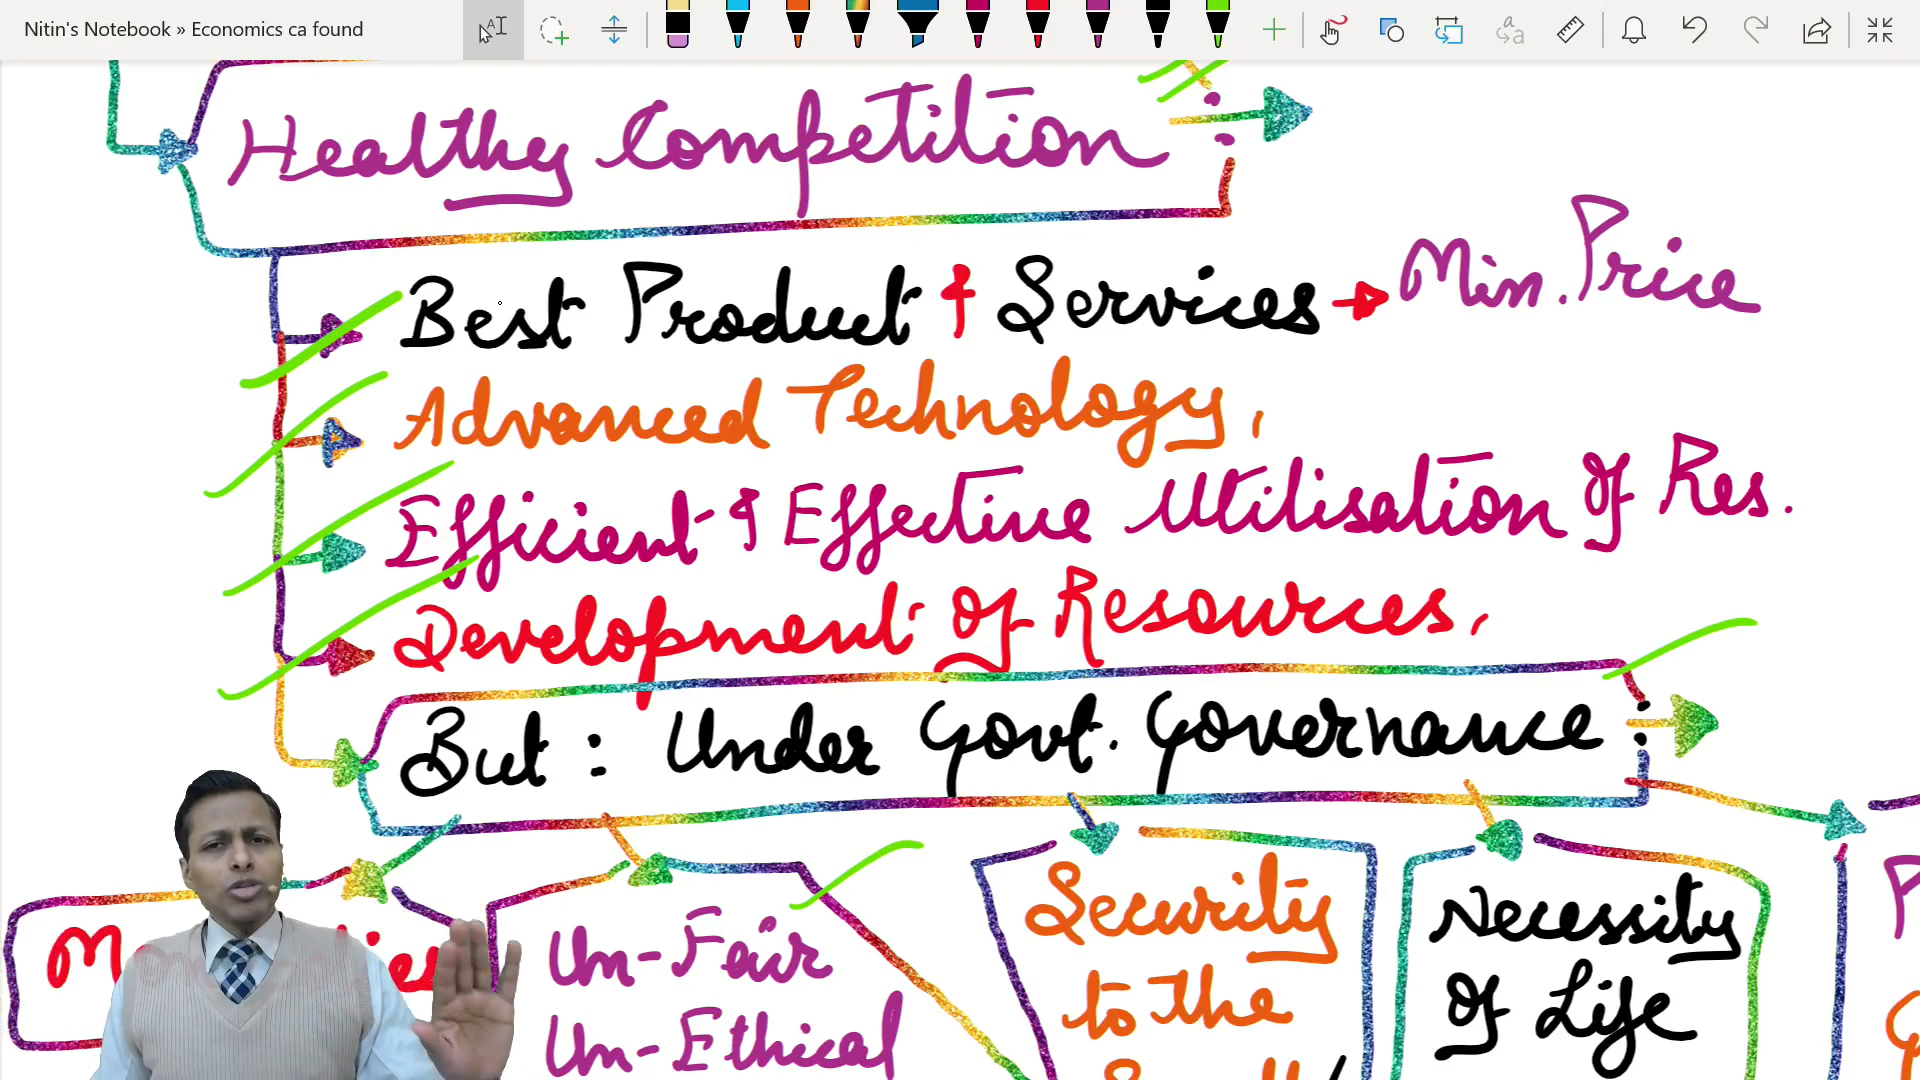 Nitin's Notebook » Economics ca found
Healthy Competition :
Best Product & Services → Min. Price
Advanced Technology,
Efficient & Effective Utilisation Of Res.
Development Of Resources,
But : Under Govt. Governance :
Un-Fair
Un-Ethical
Security
to the
Necessity
Of Life